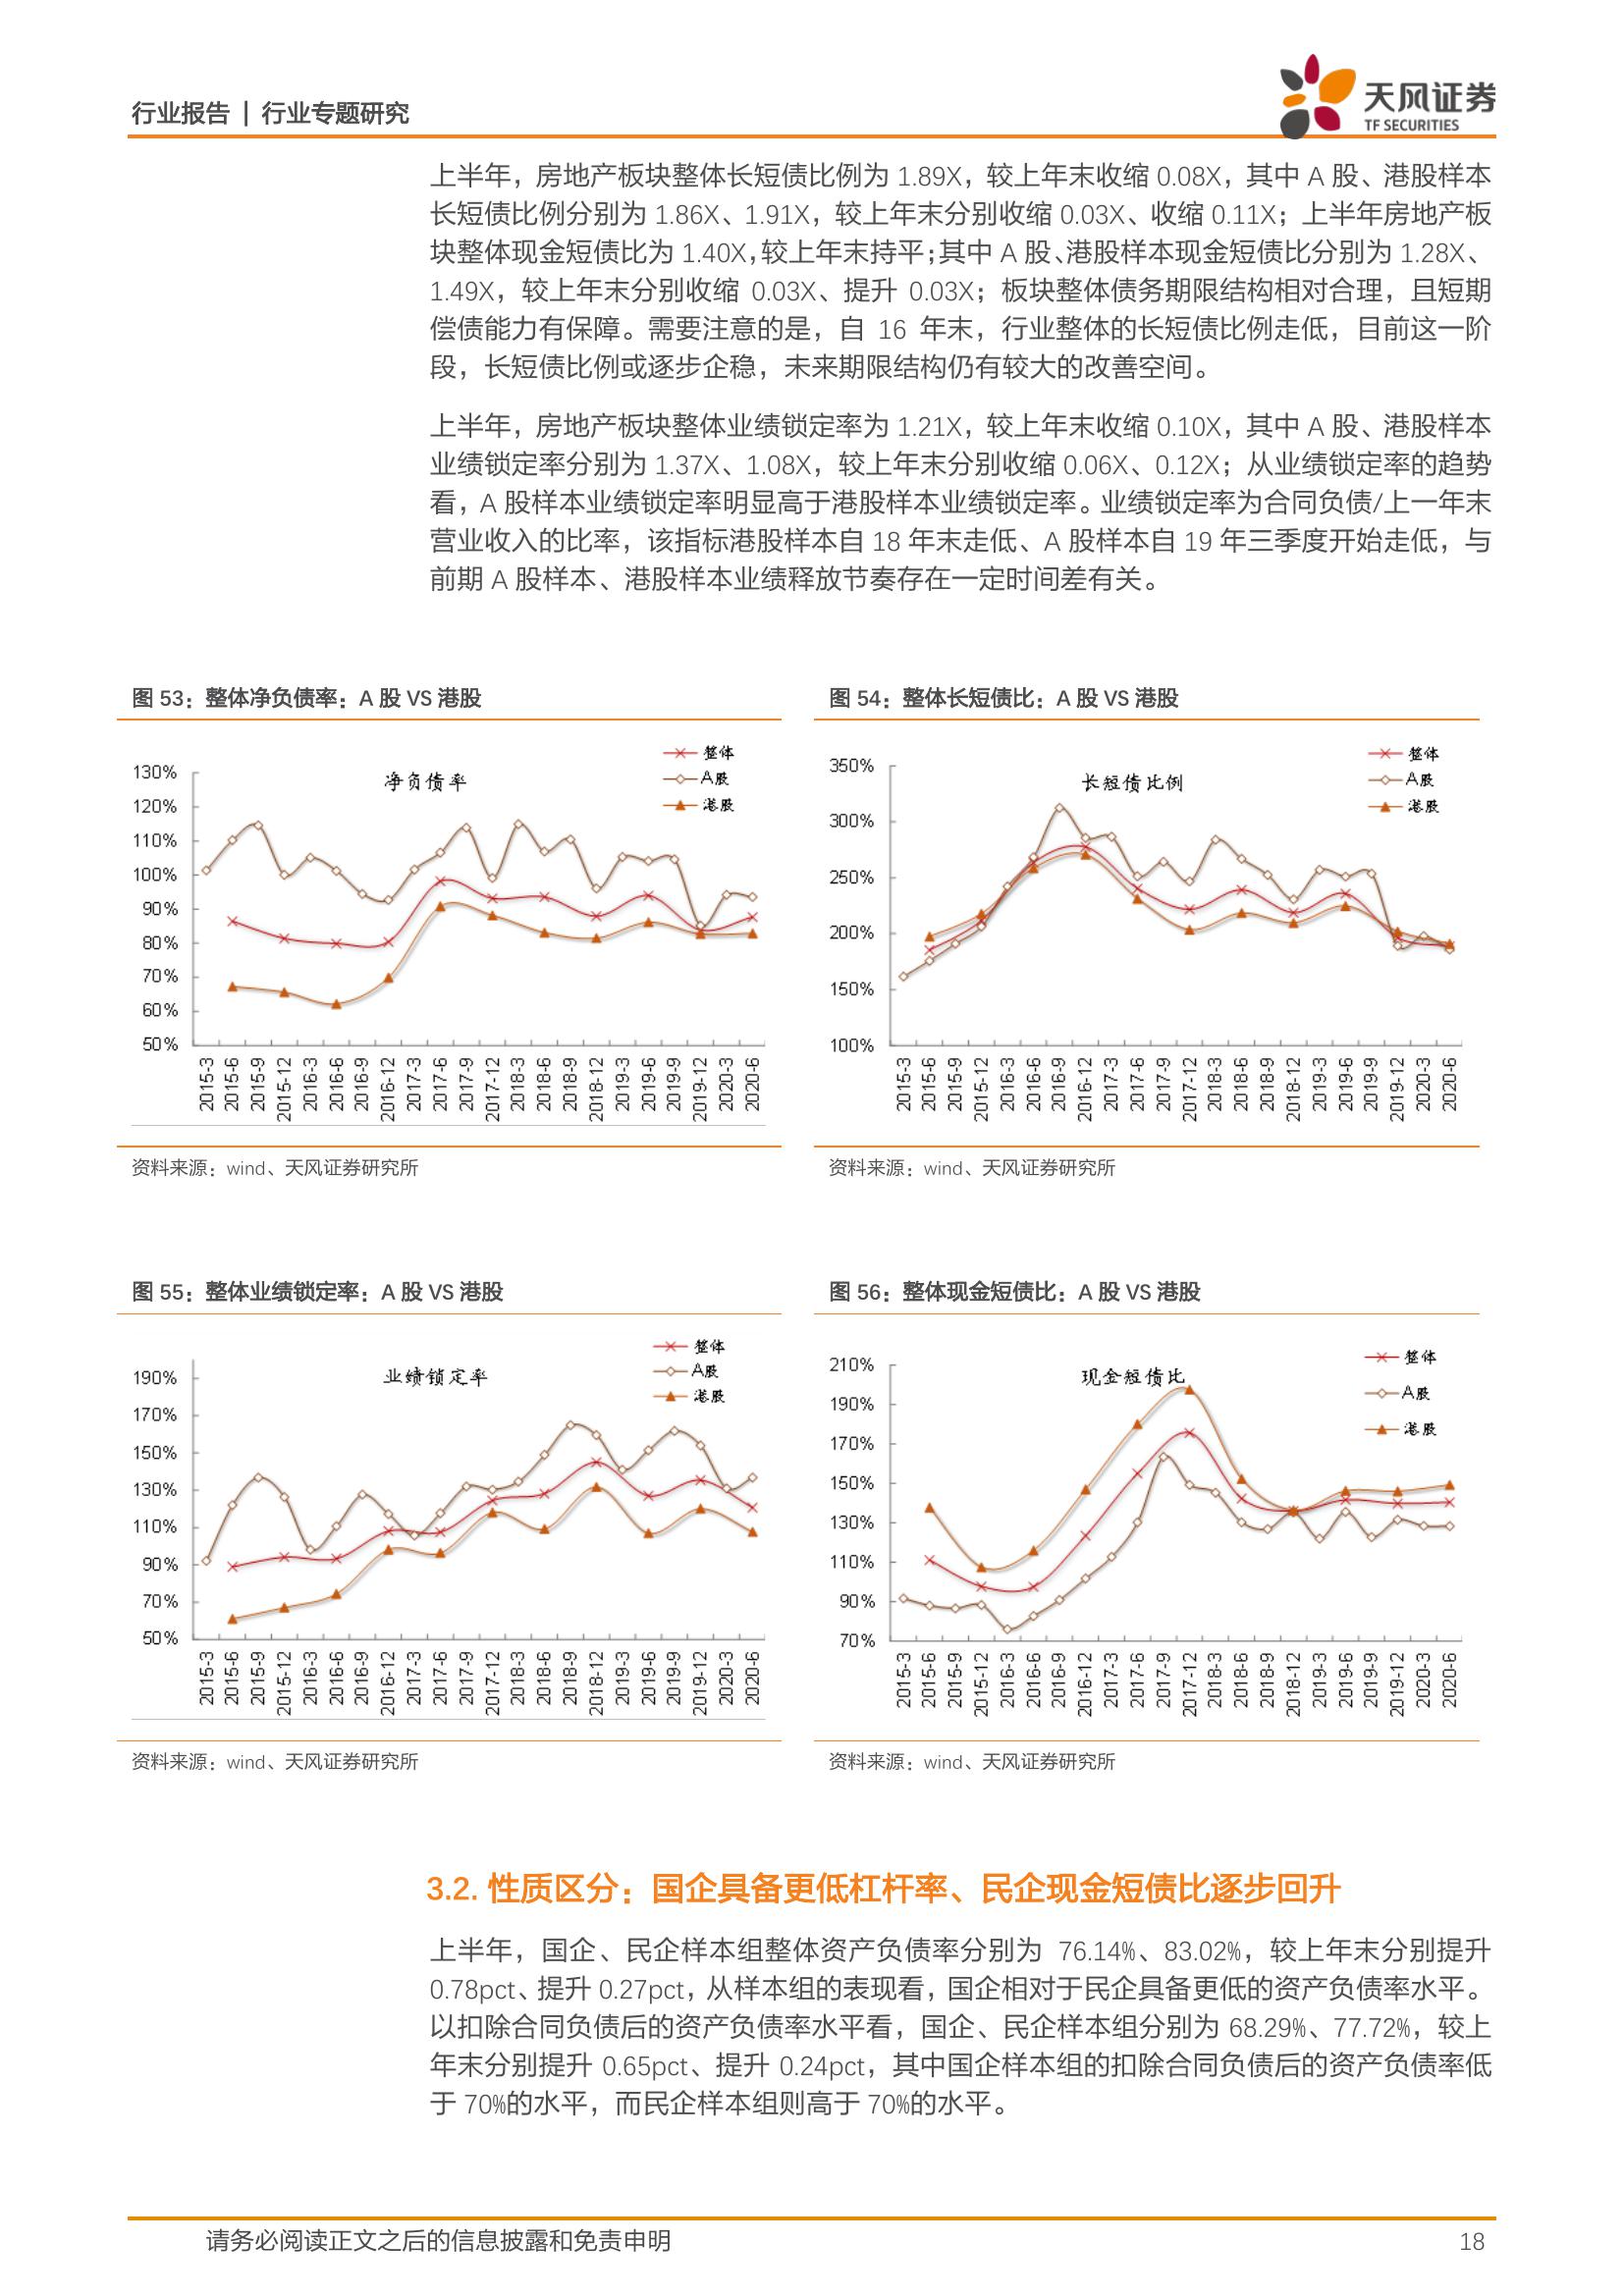 行业报告 | 行业专题研究
天风证券
TF SECURITIES
上半年，房地产板块整体长短债比例为 1.89X，较上年末收缩 0.08X，其中 A 股、港股样本
长短债比例分别为 1.86X、1.91X，较上年末分别收缩 0.03X、收缩 0.11X；上半年房地产板
块整体现金短债比为 1.40X，较上年末持平；其中 A 股、港股样本现金短债比分别为 1.28X、
1.49X，较上年末分别收缩 0.03X、提升 0.03X；板块整体债务期限结构相对合理，且短期
偿债能力有保障。需要注意的是，自 16 年末，行业整体的长短债比例走低，目前这一阶
段，长短债比例或逐步企稳，未来期限结构仍有较大的改善空间。
上半年，房地产板块整体业绩锁定率为 1.21X，较上年末收缩 0.10X，其中 A 股、港股样本
业绩锁定率分别为 1.37X、1.08X，较上年末分别收缩 0.06X、0.12X；从业绩锁定率的趋势
看，A 股样本业绩锁定率明显高于港股样本业绩锁定率。业绩锁定率为合同负债/上一年末
营业收入的比率，该指标港股样本自 18 年末走低、A 股样本自 19 年三季度开始走低，与
前期 A 股样本、港股样本业绩释放节奏存在一定时间差有关。
图 53：整体净负债率：A 股 VS 港股
净负债率
整体
A股
港股
130%
120%
110%
100%
90%
80%
70%
60%
50%
2015-3
2015-6
2015-9
2015-12
2016-3
2016-6
2016-9
2016-12
2017-3
2017-6
2017-9
2017-12
2018-3
2018-6
2018-9
2018-12
2019-3
2019-6
2019-9
2019-12
2020-3
2020-6
资料来源：wind、天风证券研究所
图 54：整体长短债比：A 股 VS 港股
长短债比例
整体
A股
港股
350%
300%
250%
200%
150%
100%
2015-3
2015-6
2015-9
2015-12
2016-3
2016-6
2016-9
2016-12
2017-3
2017-6
2017-9
2017-12
2018-3
2018-6
2018-9
2018-12
2019-3
2019-6
2019-9
2019-12
2020-3
2020-6
资料来源：wind、天风证券研究所
图 55：整体业绩锁定率：A 股 VS 港股
业绩锁定率
整体
A股
港股
190%
170%
150%
130%
110%
90%
70%
50%
2015-3
2015-6
2015-9
2015-12
2016-3
2016-6
2016-9
2016-12
2017-3
2017-6
2017-9
2017-12
2018-3
2018-6
2018-9
2018-12
2019-3
2019-6
2019-9
2019-12
2020-3
2020-6
资料来源：wind、天风证券研究所
图 56：整体现金短债比：A 股 VS 港股
现金短债比
整体
A股
港股
210%
190%
170%
150%
130%
110%
90%
70%
2015-3
2015-6
2015-9
2015-12
2016-3
2016-6
2016-9
2016-12
2017-3
2017-6
2017-9
2017-12
2018-3
2018-6
2018-9
2018-12
2019-3
2019-6
2019-9
2019-12
2020-3
2020-6
资料来源：wind、天风证券研究所
3.2. 性质区分：国企具备更低杠杆率、民企现金短债比逐步回升
上半年，国企、民企样本组整体资产负债率分别为 76.14%、83.02%，较上年末分别提升
0.78pct、提升 0.27pct，从样本组的表现看，国企相对于民企具备更低的资产负债率水平。
以扣除合同负债后的资产负债率水平看，国企、民企样本组分别为 68.29%、77.72%，较上
年末分别提升 0.65pct、提升 0.24pct，其中国企样本组的扣除合同负债后的资产负债率低
于 70%的水平，而民企样本组则高于 70%的水平。
请务必阅读正文之后的信息披露和免责申明
18